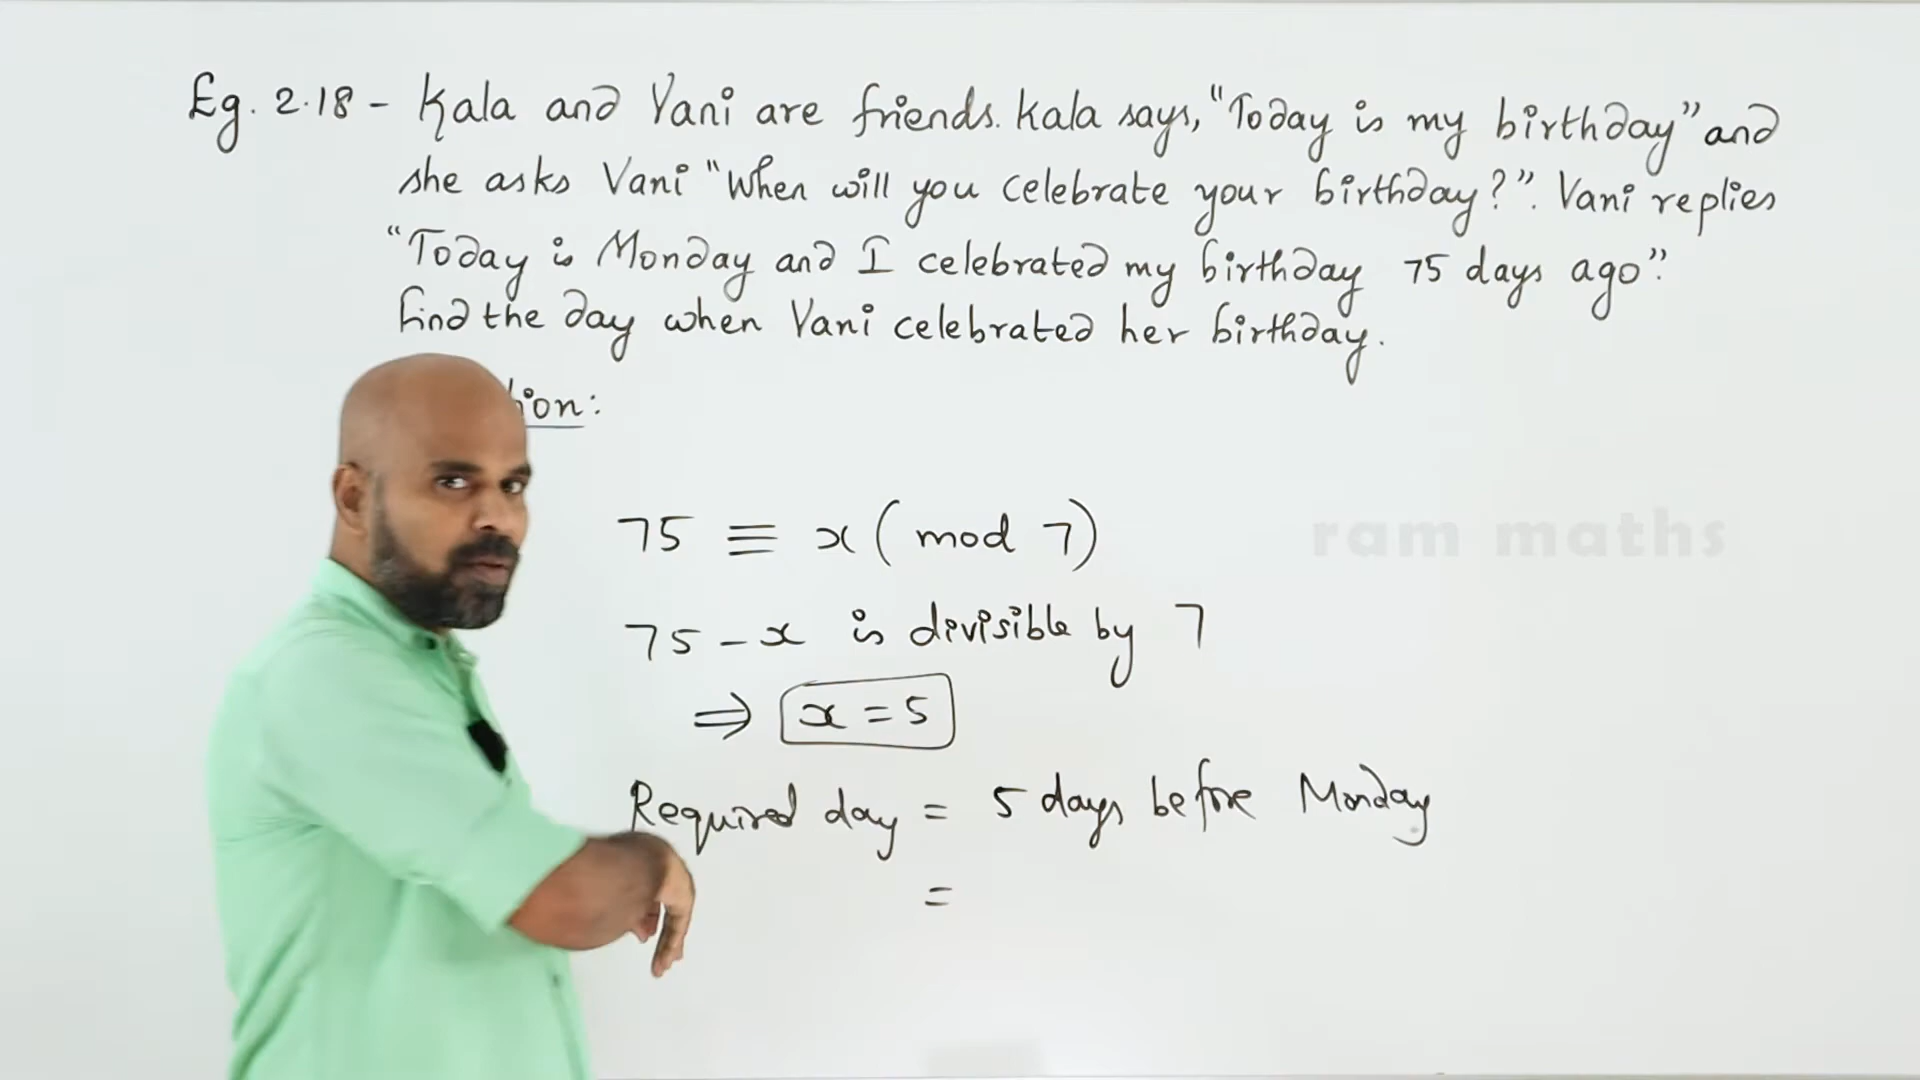 Eg. 2.18 - Kala and Vani are friends. Kala says, "Today is my birthday" and
she asks Vani "When will you celebrate your birthday?". Vani replies
"Today is Monday and I celebrated my birthday 75 days ago".
Find the day when Vani celebrated her birthday.
tion:
75 ≡ x (mod 7)
ram maths
75 - x is divisible by 7
⇒ x = 5
Required day = 5 days before Monday
=